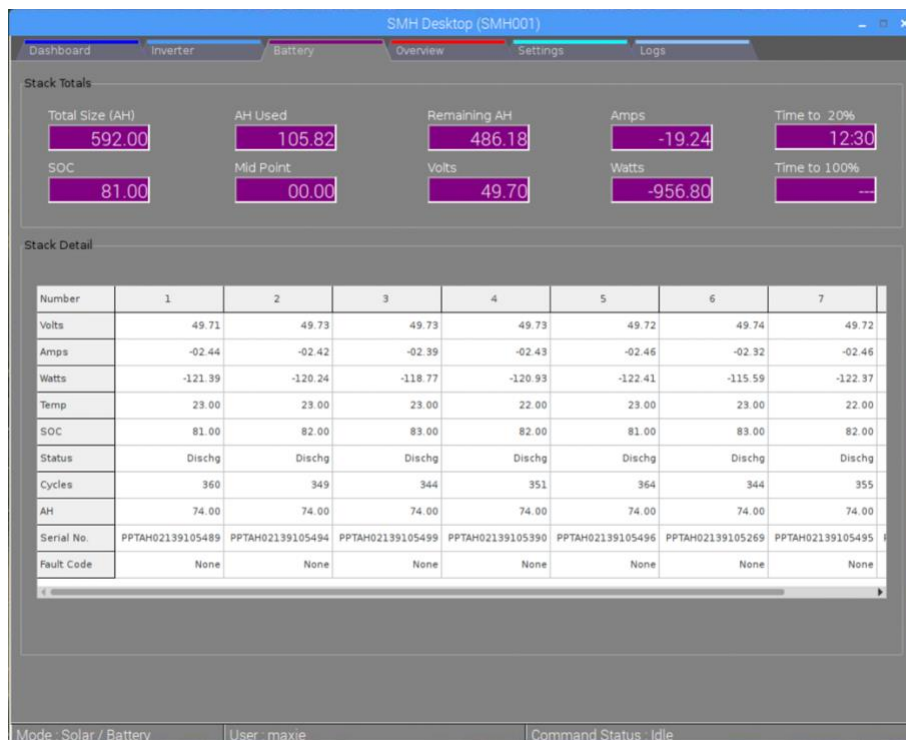 SMH Desktop (SMH001)
Dashboard Inverter Battery Overview Settings Logs
Stack Totals
Total Size (AH) AH Used Remaining AH Amps Time to 20%
592.00 105.82 486.18 -19.24 12:30
SOC Mid Point Volts Watts Time to 100%
81.00 00.00 49.70 -956.80 ---
Stack Detail
Number 1 2 3 4 5 6 7
Volts 49.71 49.73 49.73 49.73 49.72 49.74 49.72
Amps -02.44 -02.42 -02.39 -02.43 -02.46 -02.32 -02.46
Watts -121.39 -120.24 -118.77 -120.93 -122.41 -115.59 -122.37
Temp 23.00 23.00 23.00 22.00 23.00 23.00 22.00
SOC 81.00 82.00 83.00 82.00 81.00 83.00 82.00
Status Dischg Dischg Dischg Dischg Dischg Dischg Dischg
Cycles 360 349 344 351 364 344 355
AH 74.00 74.00 74.00 74.00 74.00 74.00 74.00
Serial No. PPTAH02139105489 PPTAH02139105494 PPTAH02139105499 PPTAH02139105390 PPTAH02139105496 PPTAH02139105269 PPTAH02139105495
Fault Code None None None None None None None
Mode : Solar / Battery User : maxie Command Status : Idle